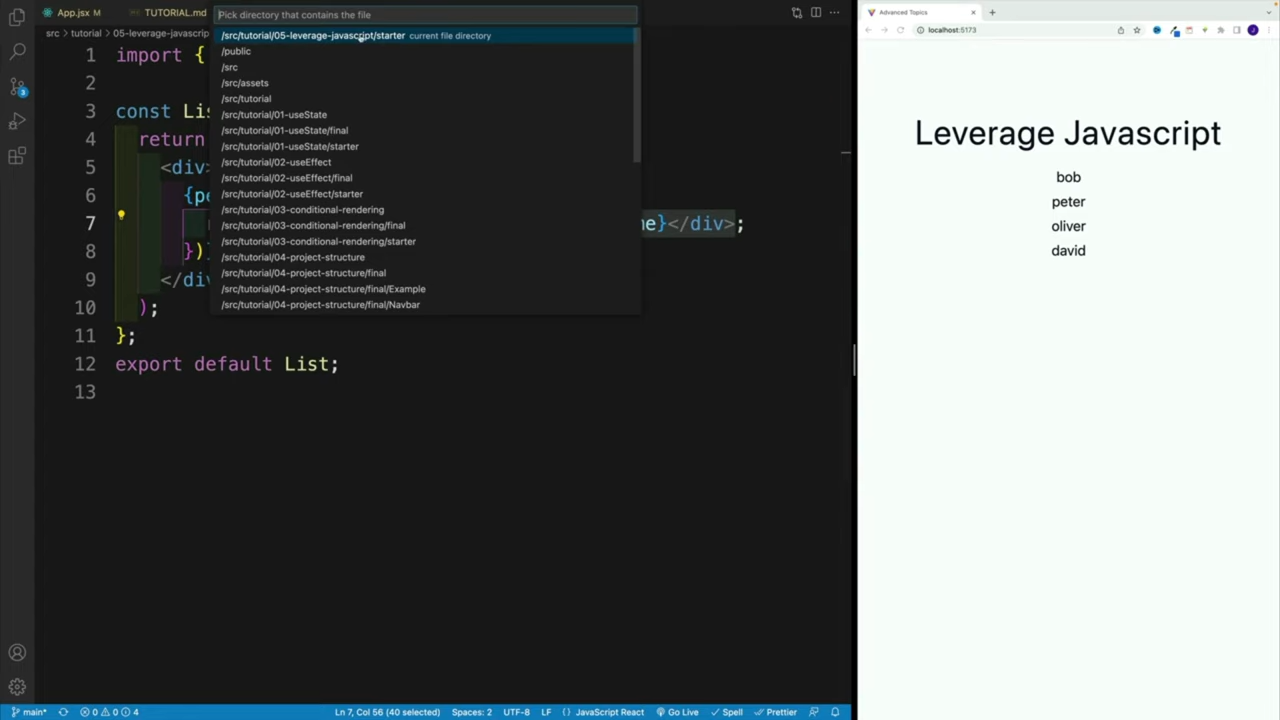 App.jsx M
TUTORIAL.md
Pick directory that contains the file
src › tutorial › 05-leverage-javascrip
/src/tutorial/05-leverage-javascript/starter current file directory
/public
/src
/src/assets
/src/tutorial
/src/tutorial/01-useState
/src/tutorial/01-useState/final
/src/tutorial/01-useState/starter
/src/tutorial/02-useEffect
/src/tutorial/02-useEffect/final
/src/tutorial/02-useEffect/starter
/src/tutorial/03-conditional-rendering
/src/tutorial/03-conditional-rendering/final
/src/tutorial/03-conditional-rendering/starter
/src/tutorial/04-project-structure
/src/tutorial/04-project-structure/final
/src/tutorial/04-project-structure/final/Example
/src/tutorial/04-project-structure/final/Navbar
1 import {
2
3 const Lis
4 return
5 <div>
6 {pe
7 me}</div>;
8 })
9 </di
10 );
11 };
12 export default List;
13
3
main* 0 0 4
Ln 7, Col 56 (40 selected) Spaces: 2 UTF-8 LF {} JavaScript React Go Live Spell Prettier
Advanced Topics
localhost:5173
J
Leverage Javascript
bob
peter
oliver
david